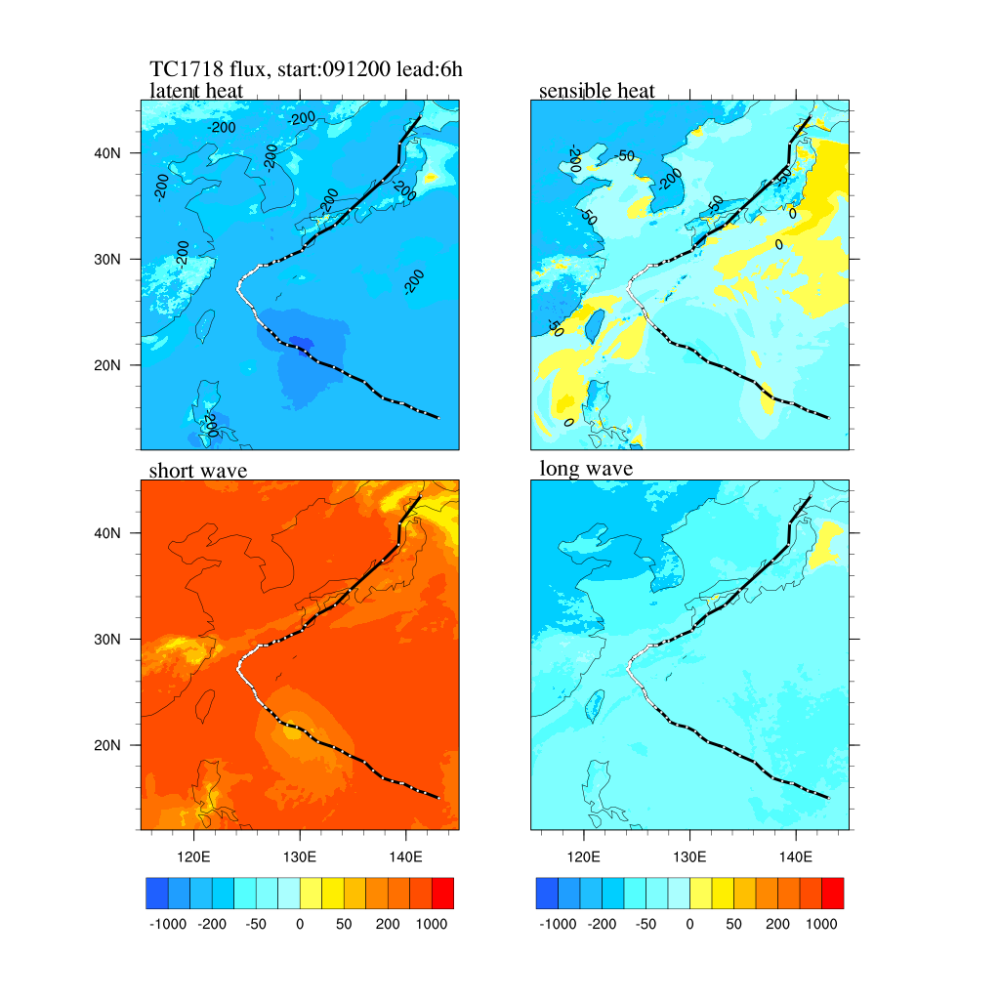 TC1718 flux, start:091200 lead:6h
latent heat
sensible heat
-200
-200
-200
-200
-200
-200
-200
-200
-200
40N
30N
20N
-200
-50
-200
-50
-50
-50
0
0
-50
0
short wave
long wave
40N
30N
20N
120E 130E 140E
120E 130E 140E
-1000 -200 -50 0 50 200 1000
-1000 -200 -50 0 50 200 1000